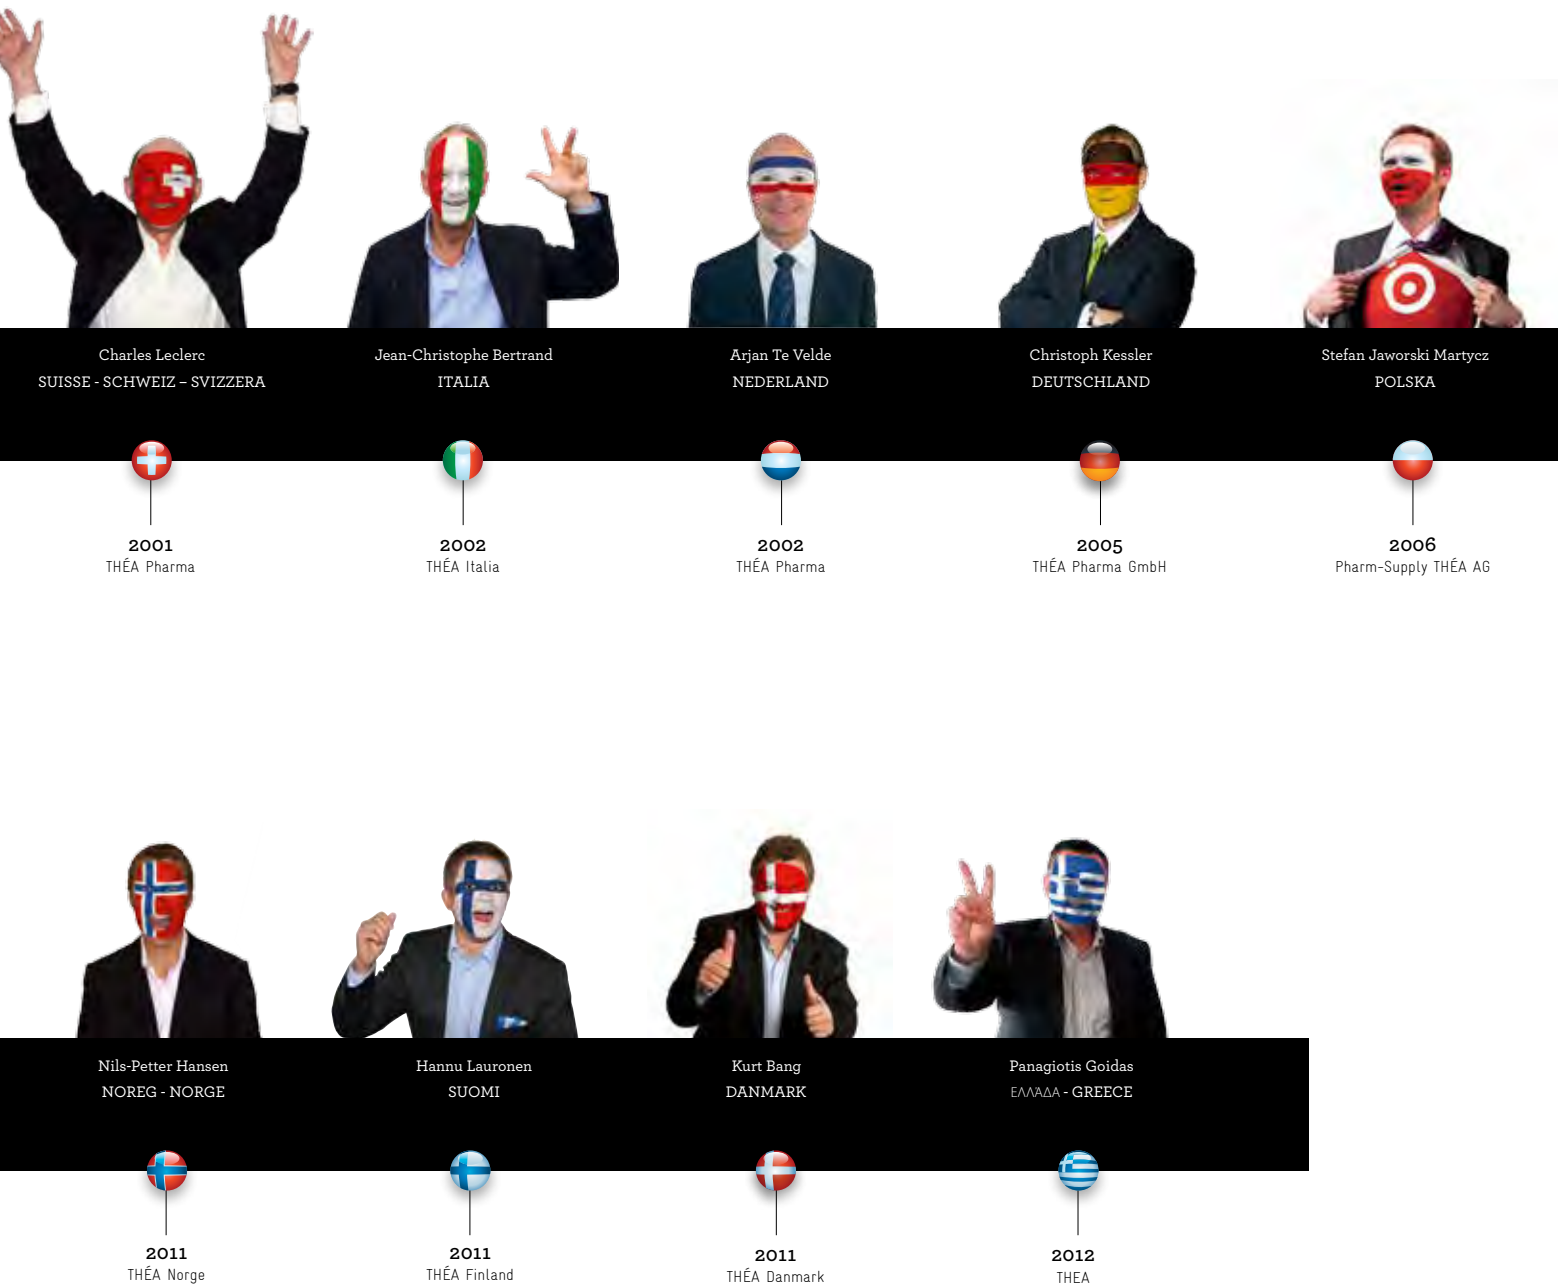 Charles Leclerc
SUISSE - SCHWEIZ – SVIZZERA
Jean-Christophe Bertrand
ITALIA
Arjan Te Velde
NEDERLAND
Christoph Kessler
DEUTSCHLAND
Stefan Jaworski Martycz
POLSKA
2001
THÉA Pharma
2002
THÉA Italia
2002
THÉA Pharma
2005
THÉA Pharma GmbH
2006
Pharm-Supply THÉA AG
Nils-Petter Hansen
NOREG - NORGE
Hannu Lauronen
SUOMI
Kurt Bang
DANMARK
Panagiotis Goidas
ΕΛΛΆΔΑ - GREECE
2011
THÉA Norge
2011
THÉA Finland
2011
THÉA Danmark
2012
THEA